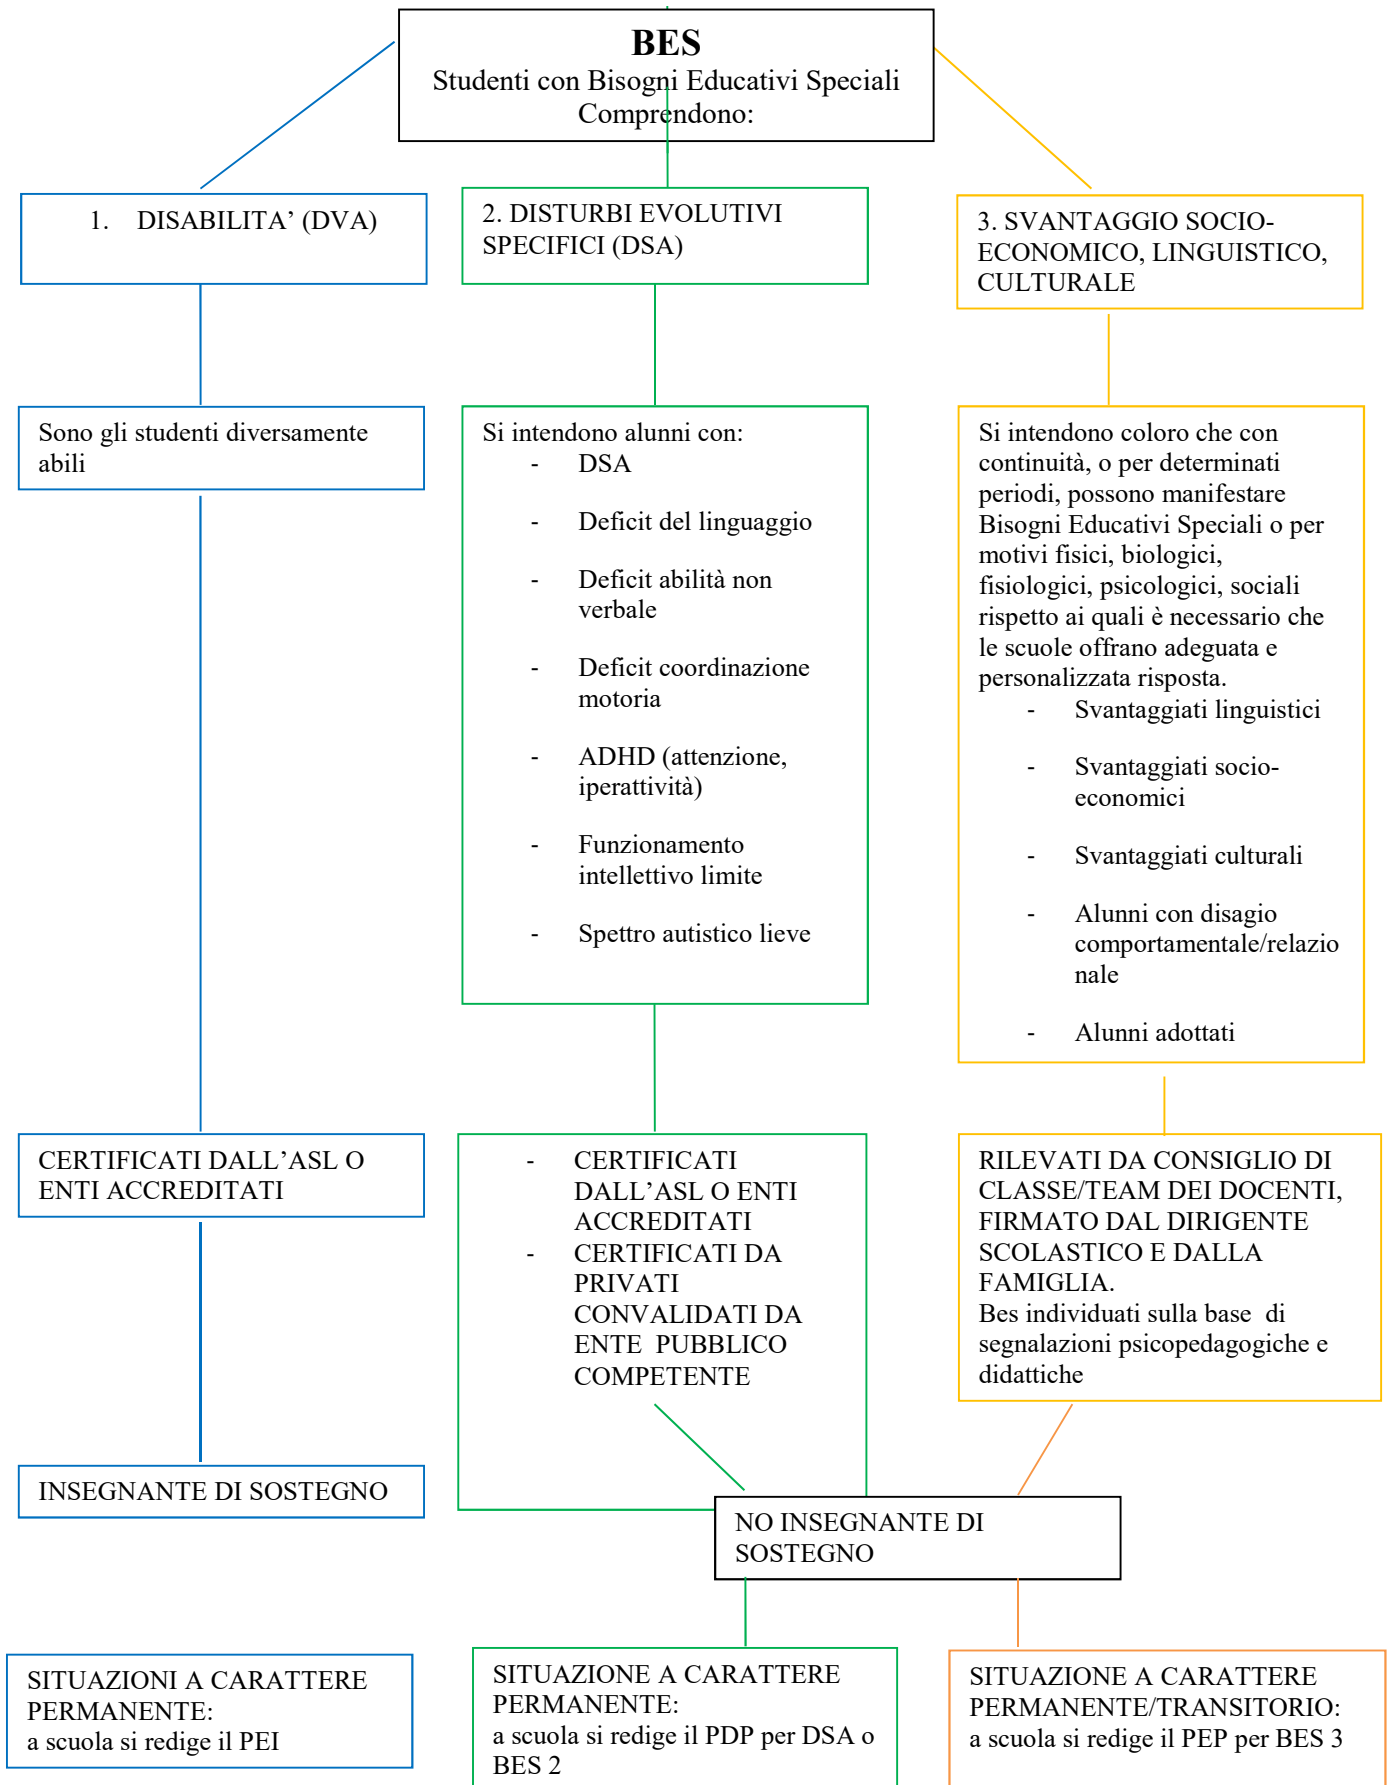 BES
Studenti con Bisogni Educativi Speciali
Comprendono:
1. DISABILITA’ (DVA)
2. DISTURBI EVOLUTIVI
SPECIFICI (DSA)
3. SVANTAGGIO SOCIO-
ECONOMICO, LINGUISTICO,
CULTURALE
Sono gli studenti diversamente
abili
Si intendono alunni con:
- DSA
- Deficit del linguaggio
- Deficit abilità non
verbale
- Deficit coordinazione
motoria
- ADHD (attenzione,
iperattività)
- Funzionamento
intellettivo limite
- Spettro autistico lieve
Si intendono coloro che con
continuità, o per determinati
periodi, possono manifestare
Bisogni Educativi Speciali o per
motivi fisici, biologici,
fisiologici, psicologici, sociali
rispetto ai quali è necessario che
le scuole offrano adeguata e
personalizzata risposta.
- Svantaggiati linguistici
- Svantaggiati socio-
economici
- Svantaggiati culturali
- Alunni con disagio
comportamentale/relazio
nale
- Alunni adottati
CERTIFICATI DALL’ASL O
ENTI ACCREDITATI
- CERTIFICATI
DALL’ASL O ENTI
ACCREDITATI
- CERTIFICATI DA
PRIVATI
CONVALIDATI DA
ENTE PUBBLICO
COMPETENTE
RILEVATI DA CONSIGLIO DI
CLASSE/TEAM DEI DOCENTI,
FIRMATO DAL DIRIGENTE
SCOLASTICO E DALLA
FAMIGLIA.
Bes individuati sulla base di
segnalazioni psicopedagogiche e
didattiche
INSEGNANTE DI SOSTEGNO
NO INSEGNANTE DI
SOSTEGNO
SITUAZIONI A CARATTERE
PERMANENTE:
a scuola si redige il PEI
SITUAZIONE A CARATTERE
PERMANENTE:
a scuola si redige il PDP per DSA o
BES 2
SITUAZIONE A CARATTERE
PERMANENTE/TRANSITORIO:
a scuola si redige il PEP per BES 3